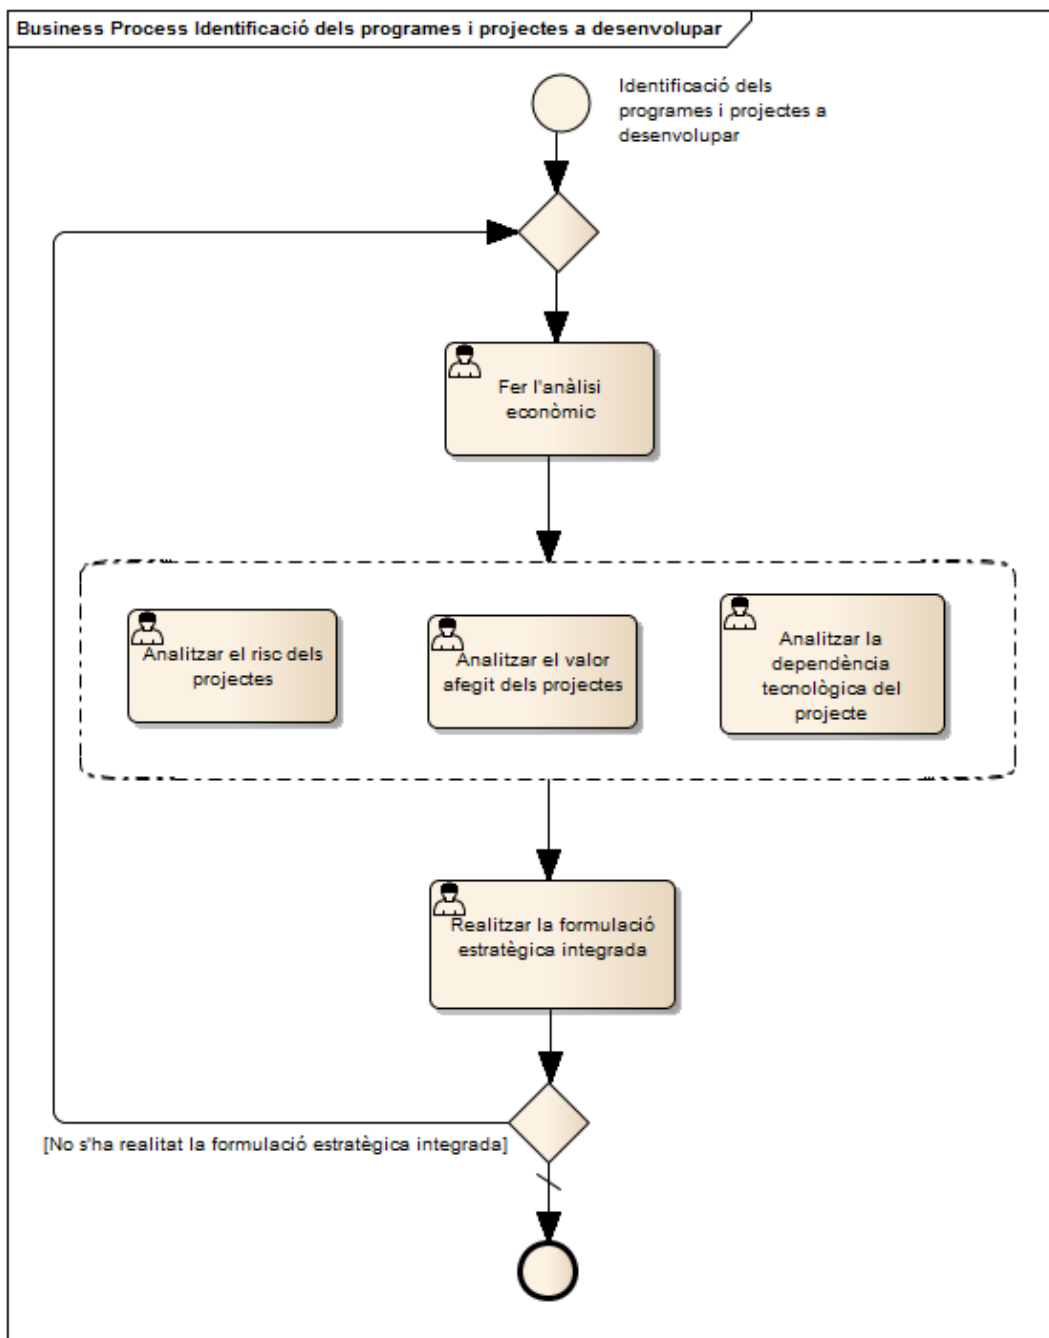 Business Process Identificació dels programes i projectes a desenvolupar
Identificació dels
programes i projectes a
desenvolupar
Fer l'anàlisi
econòmic
Analitzar el risc dels
projectes
Analitzar el valor
afegit dels projectes
Analitzar la
dependència
tecnològica del
projecte
Realitzar la formulació
estratègica integrada
[No s'ha realitat la formulació estratègica integrada]